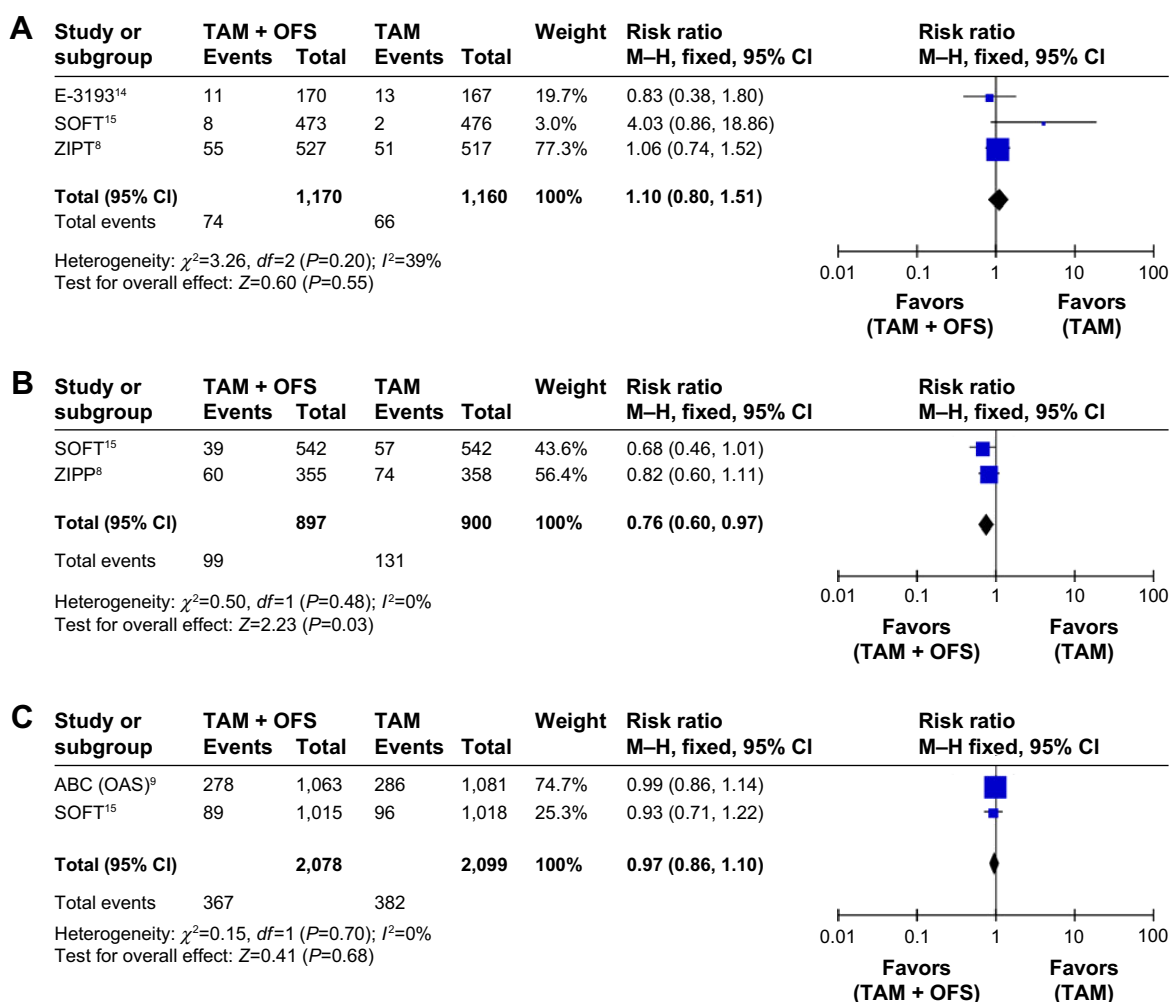 A
Study or TAM + OFS TAM Weight Risk ratio Risk ratio
subgroup Events Total Events Total M–H, fixed, 95% CI M–H, fixed, 95% CI
E-3193¹⁴ 11 170 13 167 19.7% 0.83 (0.38, 1.80)
SOFT¹⁵ 8 473 2 476 3.0% 4.03 (0.86, 18.86)
ZIPT⁸ 55 527 51 517 77.3% 1.06 (0.74, 1.52)
Total (95% CI) 1,170 1,160 100% 1.10 (0.80, 1.51)
Total events 74 66
Heterogeneity: χ²=3.26, df=2 (P=0.20); I²=39%
Test for overall effect: Z=0.60 (P=0.55)
0.01 0.1 1 10 100
Favors Favors
(TAM + OFS) (TAM)
B
Study or TAM + OFS TAM Weight Risk ratio Risk ratio
subgroup Events Total Events Total M–H, fixed, 95% CI M–H, fixed, 95% CI
SOFT¹⁵ 39 542 57 542 43.6% 0.68 (0.46, 1.01)
ZIPP⁸ 60 355 74 358 56.4% 0.82 (0.60, 1.11)
Total (95% CI) 897 900 100% 0.76 (0.60, 0.97)
Total events 99 131
Heterogeneity: χ²=0.50, df=1 (P=0.48); I²=0%
Test for overall effect: Z=2.23 (P=0.03)
0.01 0.1 1 10 100
Favors Favors
(TAM + OFS) (TAM)
C
Study or TAM + OFS TAM Weight Risk ratio Risk ratio
subgroup Events Total Events Total M–H, fixed, 95% CI M–H fixed, 95% CI
ABC (OAS)⁹ 278 1,063 286 1,081 74.7% 0.99 (0.86, 1.14)
SOFT¹⁵ 89 1,015 96 1,018 25.3% 0.93 (0.71, 1.22)
Total (95% CI) 2,078 2,099 100% 0.97 (0.86, 1.10)
Total events 367 382
Heterogeneity: χ²=0.15, df=1 (P=0.70); I²=0%
Test for overall effect: Z=0.41 (P=0.68)
0.01 0.1 1 10 100
Favors Favors
(TAM + OFS) (TAM)